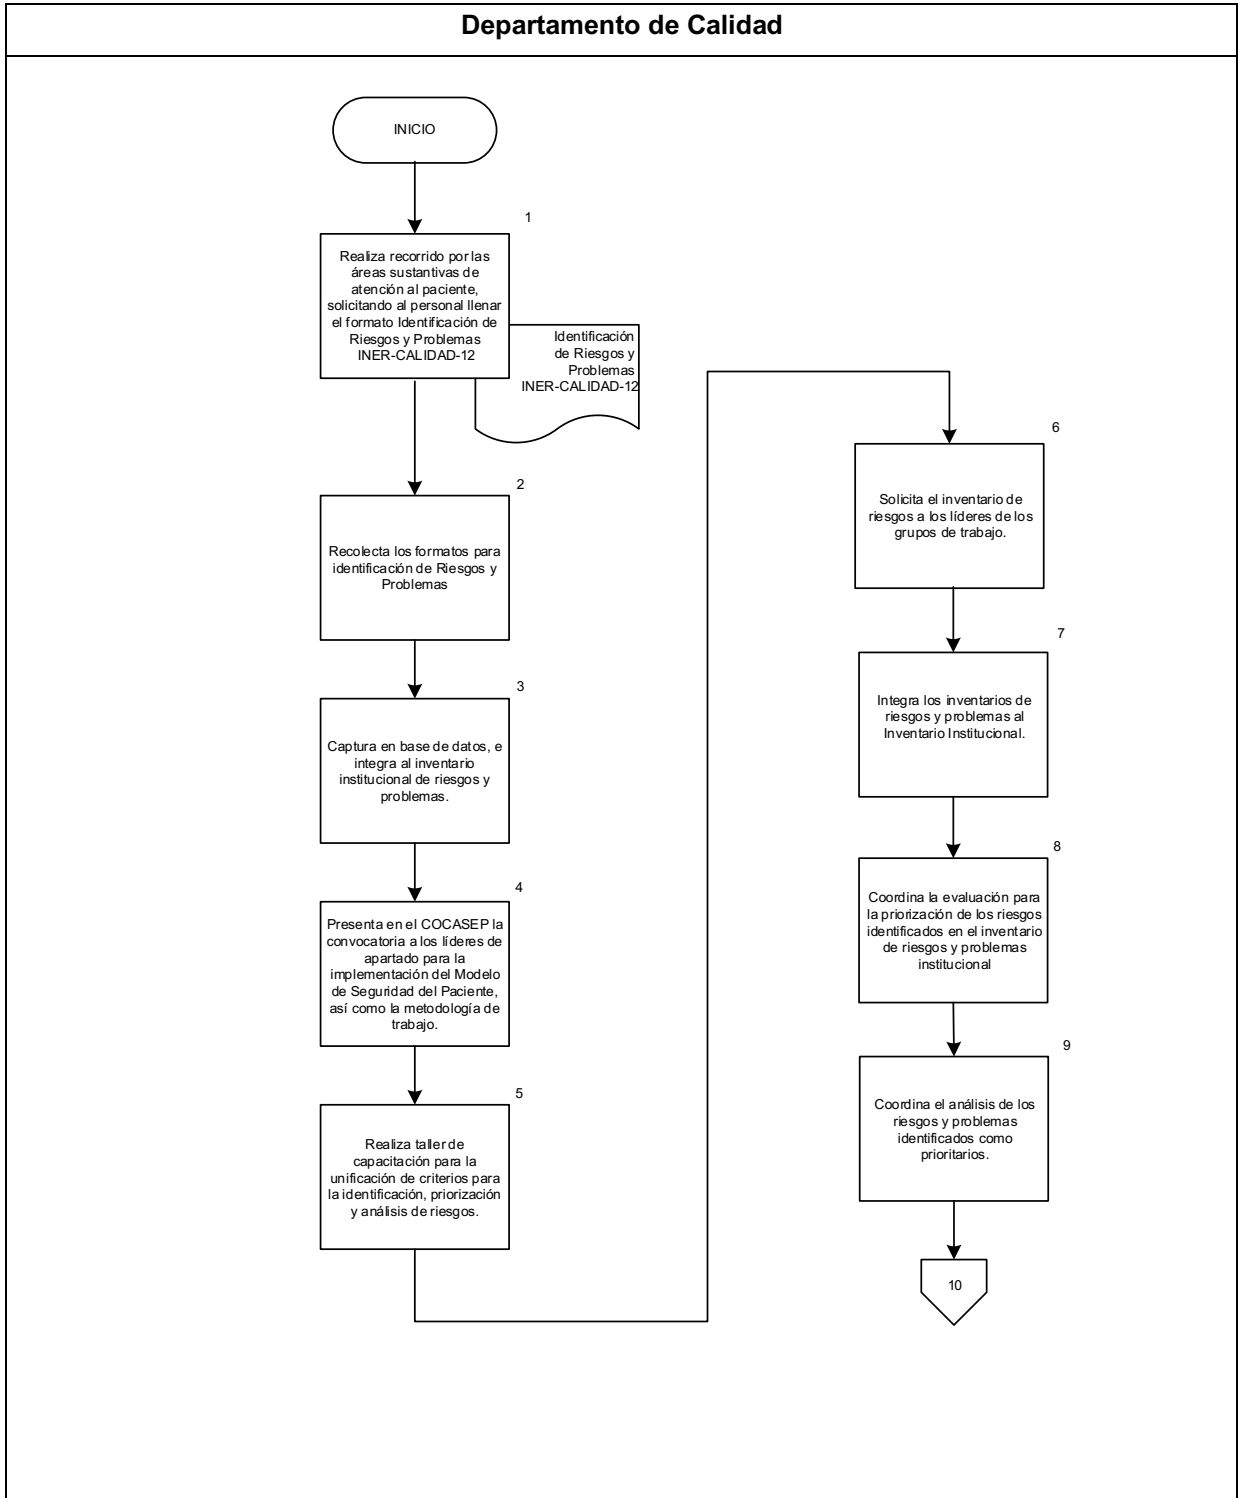 Departamento de Calidad
INICIO
1
Realiza recorrido por las
áreas sustantivas de
atención al paciente,
solicitando al personal llenar
el formato Identificación de
Riesgos y Problemas
INER-CALIDAD-12
Identificación
de Riesgos y
Problemas
INER-CALIDAD-12
2
Recolecta los formatos para
identificación de Riesgos y
Problemas
3
Captura en base de datos, e
integra al inventario
institucional de riesgos y
problemas.
4
Presenta en el COCASEP la
convocatoria a los líderes de
apartado para la
implementación del Modelo
de Seguridad del Paciente,
así como la metodología de
trabajo.
5
Realiza taller de
capacitación para la
unificación de criterios para
la identificación, priorización
y análisis de riesgos.
6
Solicita el inventario de
riesgos a los líderes de los
grupos de trabajo.
7
Integra los inventarios de
riesgos y problemas al
Inventario Institucional.
8
Coordina la evaluación para
la priorización de los riesgos
identificados en el inventario
de riesgos y problemas
institucional
9
Coordina el análisis de los
riesgos y problemas
identificados como
prioritarios.
10